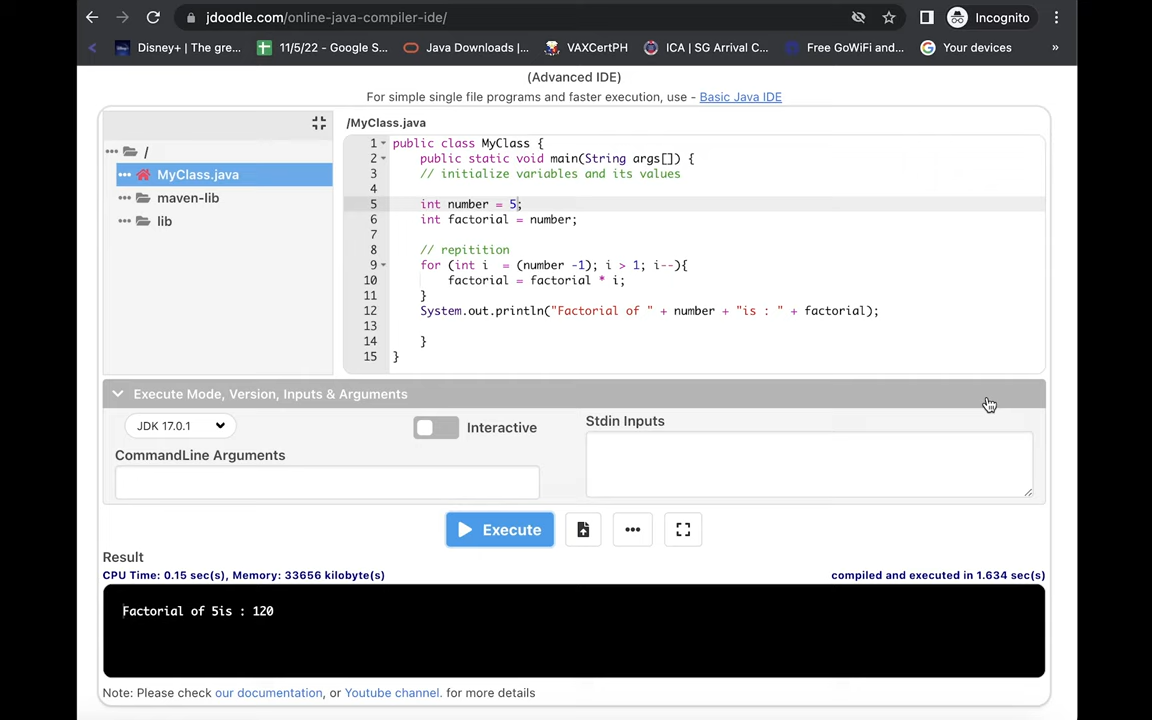 jdoodle.com/online-java-compiler-ide/
Incognito
Disney+ | The gre...
11/5/22 - Google S...
Java Downloads |...
VAXCertPH
ICA | SG Arrival C...
Free GoWiFi and...
Your devices
»
(Advanced IDE)
For simple single file programs and faster execution, use - Basic Java IDE
/MyClass.java
/
MyClass.java
maven-lib
lib
1 public class MyClass {
2 public static void main(String args[]) {
3 // initialize variables and its values
4
5 int number = 5;
6 int factorial = number;
7
8 // repitition
9 for (int i  = (number -1); i > 1; i--){
10 factorial = factorial * i;
11 }
12 System.out.println("Factorial of " + number + "is : " + factorial);
13
14 }
15 }
Execute Mode, Version, Inputs & Arguments
JDK 17.0.1
Interactive
Stdin Inputs
CommandLine Arguments
Execute
Result
CPU Time: 0.15 sec(s), Memory: 33656 kilobyte(s)
compiled and executed in 1.634 sec(s)
Factorial of 5is : 120
Note: Please check our documentation, or Youtube channel. for more details